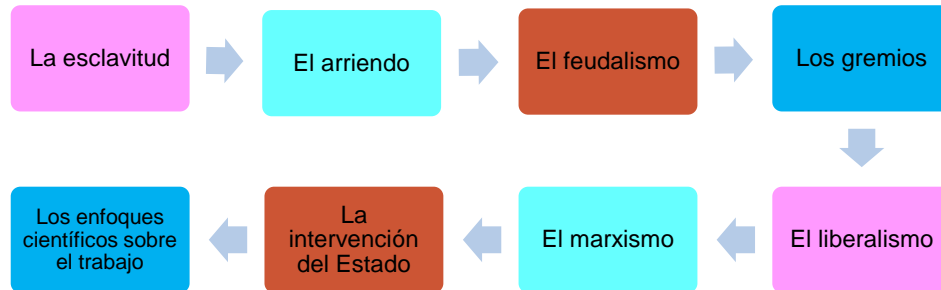 La esclavitud
El arriendo
El feudalismo
Los gremios
El liberalismo
El marxismo
La
intervención
del Estado
Los enfoques
científicos sobre
el trabajo